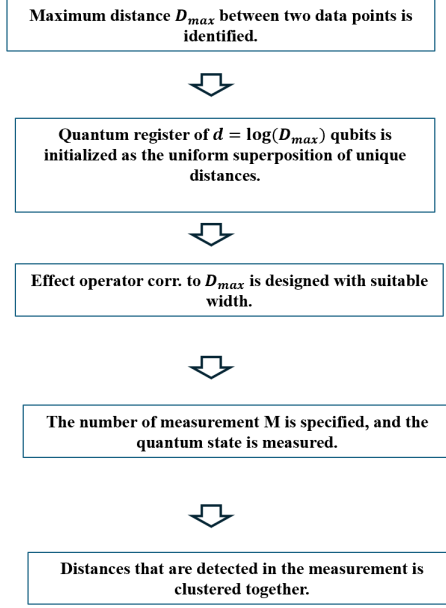 Maximum distance D_max between two data points is
identified.
Quantum register of d = log(D_max) qubits is
initialized as the uniform superposition of unique
distances.
Effect operator corr. to D_max is designed with suitable
width.
The number of measurement M is specified, and the
quantum state is measured.
Distances that are detected in the measurement is
clustered together.